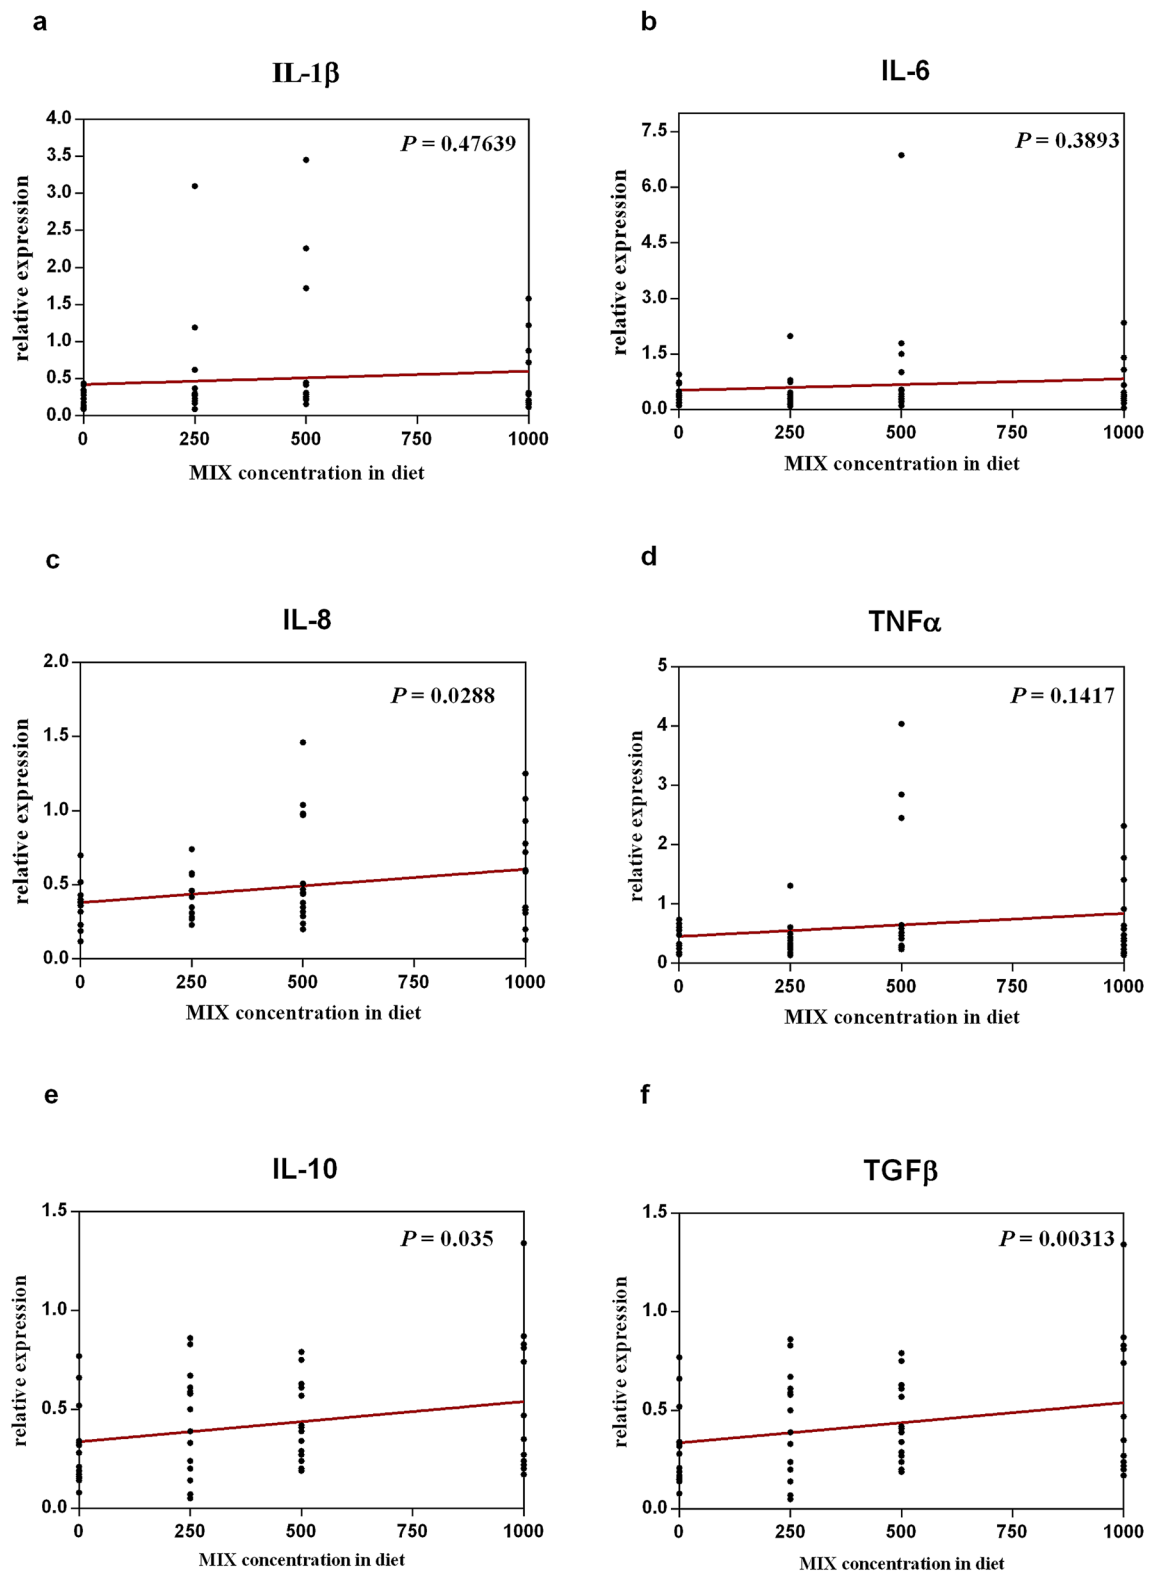 a
IL-1β
P = 0.47639
relative expression
4.0
3.5
3.0
2.5
2.0
1.5
1.0
0.5
0.0
0 250 500 750 1000
MIX concentration in diet
b
IL-6
P = 0.3893
relative expression
7.5
6.0
4.5
3.0
1.5
0.0
0 250 500 750 1000
MIX concentration in diet
c
IL-8
P = 0.0288
relative expression
2.0
1.5
1.0
0.5
0.0
0 250 500 750 1000
MIX concentration in diet
d
TNFα
P = 0.1417
relative expression
5
4
3
2
1
0
0 250 500 750 1000
MIX concentration in diet
e
IL-10
P = 0.035
relative expression
1.5
1.0
0.5
0.0
0 250 500 750 1000
MIX concentration in diet
f
TGFβ
P = 0.00313
relative expression
1.5
1.0
0.5
0.0
0 250 500 750 1000
MIX concentration in diet